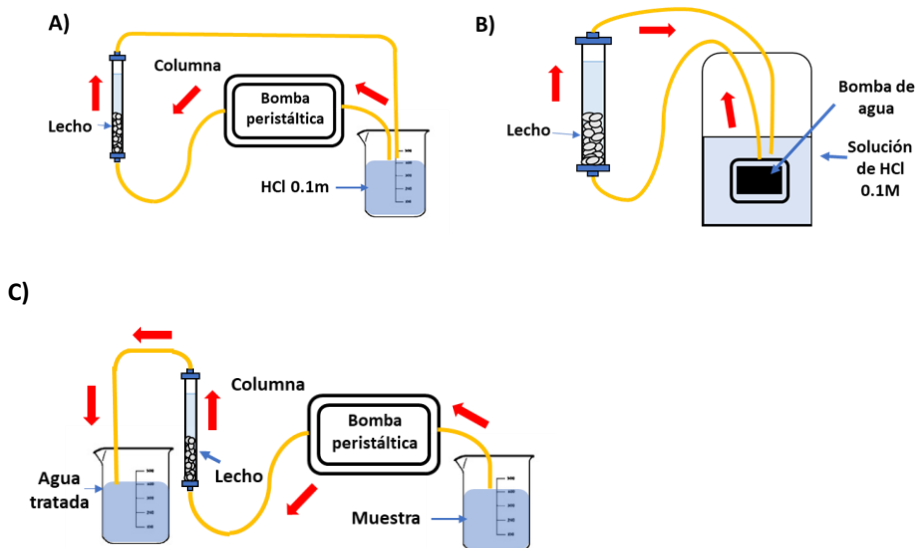 A)
Columna
Bomba
peristáltica
Lecho
HCl 0.1m
B)
Bomba de
agua
Lecho
Solución
de HCl
0.1M
C)
Columna
Bomba
peristáltica
Agua
tratada
Lecho
Muestra